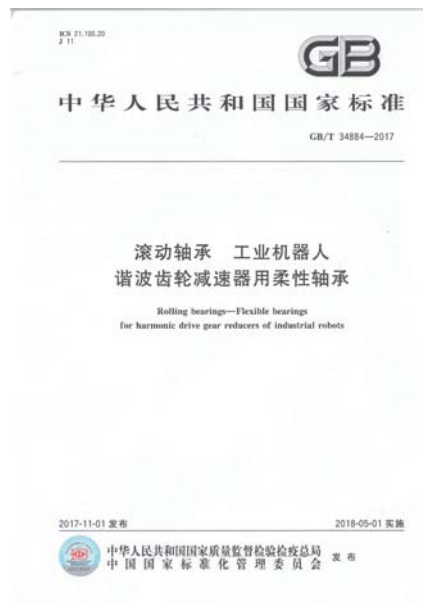 ICS 21.100.20
J 11
GB
中华人民共和国国家标准
GB/T 34884—2017
滚动轴承 工业机器人
谐波齿轮减速器用柔性轴承
Rolling bearings—Flexible bearings
for harmonic drive gear reducers of industrial robots
2017-11-01 发布
2018-05-01 实施
中华人民共和国国家质量监督检验检疫总局
中国国家标准化管理委员会
发布